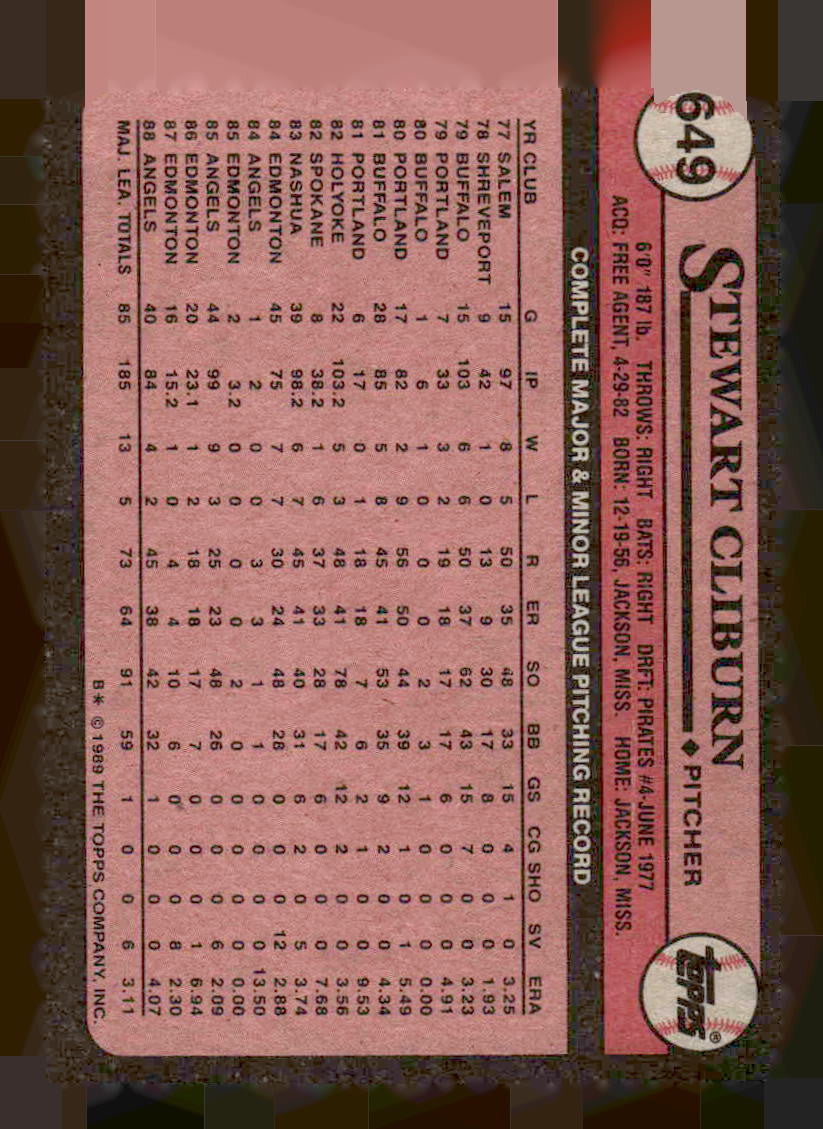 649
STEWART CLIBURN ♦ PITCHER
topps®
6'0" 187 lb. THROWS: RIGHT BATS: RIGHT DRFT: PIRATES #4-JUNE 1977
ACQ: FREE AGENT, 4-29-82 BORN: 12-19-56, JACKSON, MISS. HOME: JACKSON, MISS.
COMPLETE MAJOR & MINOR LEAGUE PITCHING RECORD
YR CLUB G IP W L R ER SO BB GS CG SHO SV ERA
77 SALEM 15 97 8 5 50 35 48 33 15 4 1 0 3.25
78 SHREVEPORT 9 42 1 0 13 9 30 17 8 0 0 0 1.93
79 BUFFALO 15 103 6 6 50 37 62 43 15 7 0 0 3.23
79 PORTLAND 7 33 3 2 19 18 17 17 6 0 0 0 4.91
80 BUFFALO 1 6 1 0 0 0 2 3 1 0 0 0 0.00
80 PORTLAND 17 82 2 9 56 50 44 39 12 1 0 1 5.49
81 BUFFALO 28 85 5 8 45 41 53 35 9 2 0 0 4.34
81 PORTLAND 6 17 0 1 18 18 7 6 2 1 0 0 9.53
82 HOLYOKE 22 103.2 5 3 48 41 78 42 12 2 0 0 3.56
82 SPOKANE 8 38.2 1 6 37 33 28 17 6 0 0 0 7.68
83 NASHUA 39 98.2 6 7 45 41 40 31 6 2 0 5 3.74
84 EDMONTON 45 75 7 7 30 24 48 28 0 0 0 12 2.88
84 ANGELS 1 2 0 0 3 3 1 1 0 0 0 0 13.50
85 EDMONTON 2 3.2 0 0 0 0 2 0 0 0 0 0 0.00
85 ANGELS 44 99 9 3 25 23 48 26 0 0 0 6 2.09
86 EDMONTON 20 23.1 1 2 18 18 17 7 0 0 0 1 6.94
87 EDMONTON 16 15.2 1 0 4 4 10 6 0 0 0 8 2.30
88 ANGELS 40 84 4 2 45 38 42 32 1 0 0 0 4.07
MAJ. LEA. TOTALS 85 185 13 5 73 64 91 59 1 0 0 6 3.11
B* © 1989 THE TOPPS COMPANY, INC.